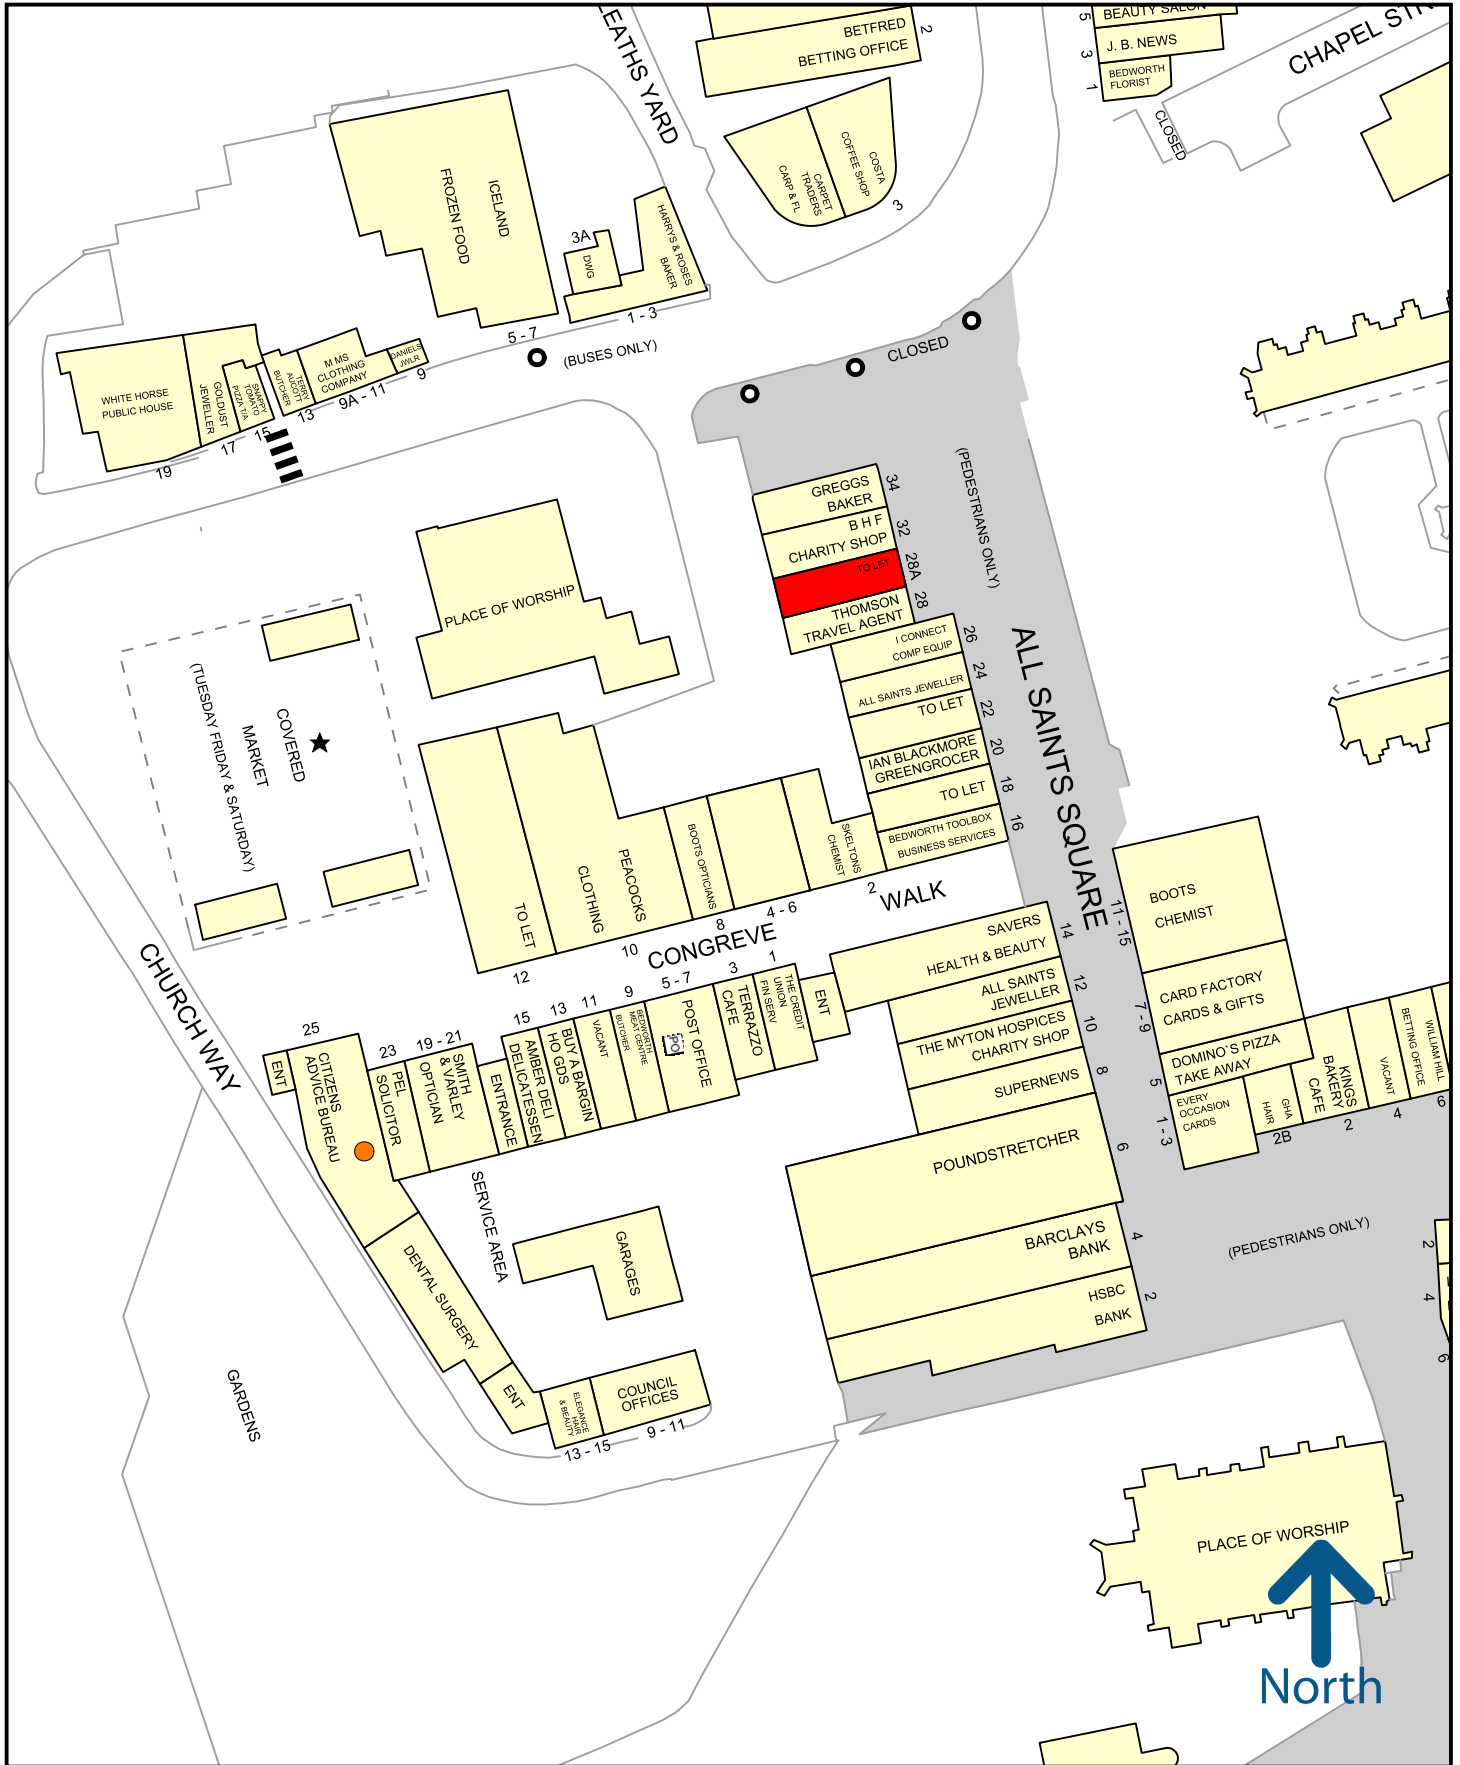 EATHS YARD
BETFRED
BETTING OFFICE
2
5
BEAUTY SALON
3
J. B. NEWS
1
BEDWORTH
FLORIST
CHAPEL STR
CLOSED
CARP & FL
CARPET
TRADERS
COFFEE SHOP
COSTA
3
FROZEN FOOD
ICELAND
5 - 7
3A
DWG
HARRYS & ROSES
BAKER
1 - 3
(BUSES ONLY)
CLOSED
WHITE HORSE
PUBLIC HOUSE
19
GOLDUST
JEWELLER
17
SNAPPY
TOMATO
PIZZA T/A
15
TERRY
AUCOTT
BUTCHER
13
M MS
CLOTHING
COMPANY
9A - 11
DANIELS
JWLR
9
(PEDESTRIANS ONLY)
GREGGS
BAKER
34
B H F
CHARITY SHOP
32
TO LET
28A
THOMSON
TRAVEL AGENT
28
I CONNECT
COMP EQUIP
26
ALL SAINTS JEWELLER
24
TO LET
22
IAN BLACKMORE
GREENGROCER
20
TO LET
18
BEDWORTH TOOLBOX
BUSINESS SERVICES
16
ALL SAINTS SQUARE
PLACE OF WORSHIP
COVERED
MARKET
(TUESDAY FRIDAY & SATURDAY)
TO LET
12
PEACOCKS
CLOTHING
10
BOOTS OPTICIANS
8
4 - 6
SKELTONS
CHEMIST
2
CONGREVE WALK
CHURCH WAY
BOOTS
CHEMIST
11 - 15
CARD FACTORY
CARDS & GIFTS
7 - 9
DOMINO`S PIZZA
TAKE AWAY
5
EVERY
OCCASION
CARDS
1 - 3
GHA
HAIR
2B
KINGS
BAKERY
CAFE
2
VACANT
4
WILLIAM HILL
BETTING OFFICE
6
SAVERS
HEALTH & BEAUTY
14
ALL SAINTS
JEWELLER
12
THE MYTON HOSPICES
CHARITY SHOP
10
SUPERNEWS
8
POUNDSTRETCHER
6
BARCLAYS
BANK
4
HSBC
BANK
2
ENT
THE CREDIT
UNION
FIN SERV
1
TERRAZZO
CAFE
3
POST OFFICE
PO
5 - 7
BEDWORTH
MEAT CENTRE
BUTCHER
9
VACANT
11
BUY A BARGIN
HO GDS
13
AMBER DELI
DELICATESSEN
15
ENTRANCE
SMITH
& VARLEY
OPTICIAN
19 - 21
PEL
SOLICITOR
23
CITIZENS
ADVICE BUREAU
25
ENT
SERVICE AREA
GARAGES
DENTAL SURGERY
ENT
ELEGANCE
HAIR
& BEAUTY
13 - 15
COUNCIL
OFFICES
9 - 11
GARDENS
(PEDESTRIANS ONLY)
2
4
6
PLACE OF WORSHIP
North